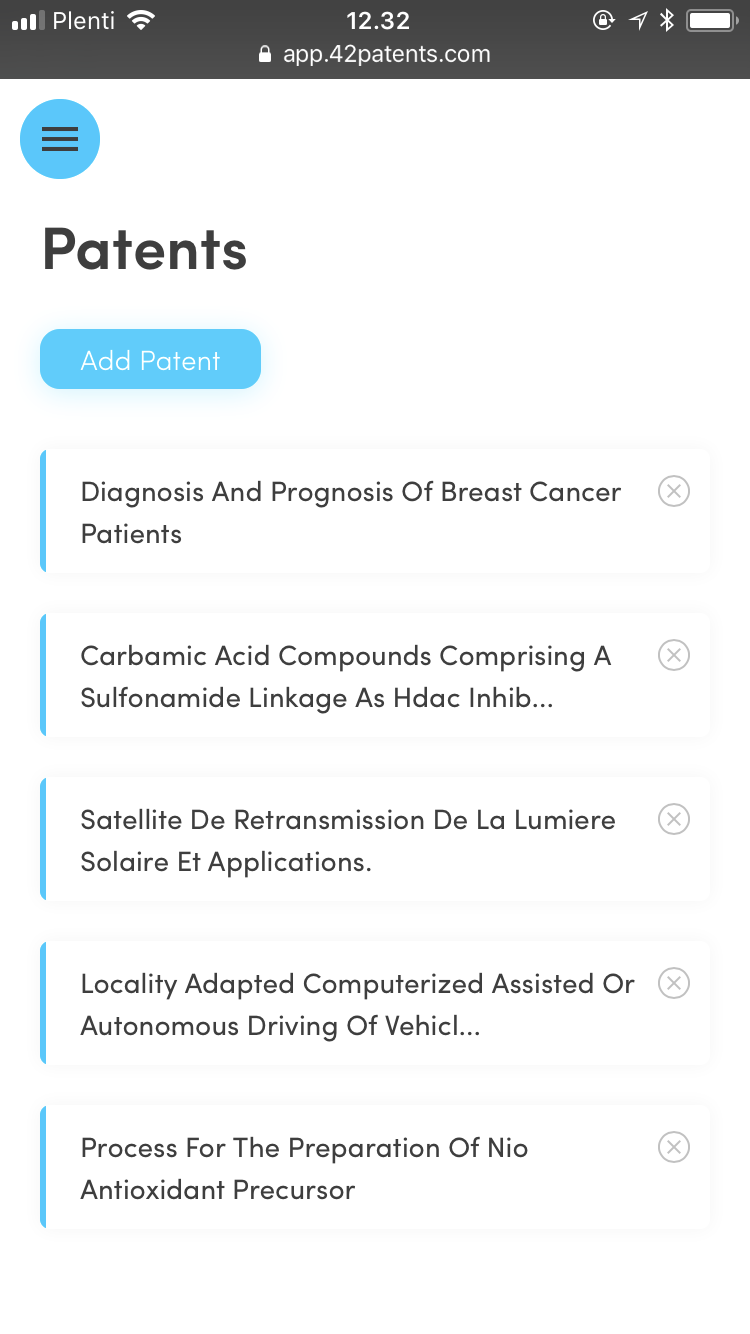 Plenti
12.32
app.42patents.com
Patents
Add Patent
Diagnosis And Prognosis Of Breast Cancer
Patients
Carbamic Acid Compounds Comprising A
Sulfonamide Linkage As Hdac Inhib...
Satellite De Retransmission De La Lumiere
Solaire Et Applications.
Locality Adapted Computerized Assisted Or
Autonomous Driving Of Vehicl...
Process For The Preparation Of Nio
Antioxidant Precursor